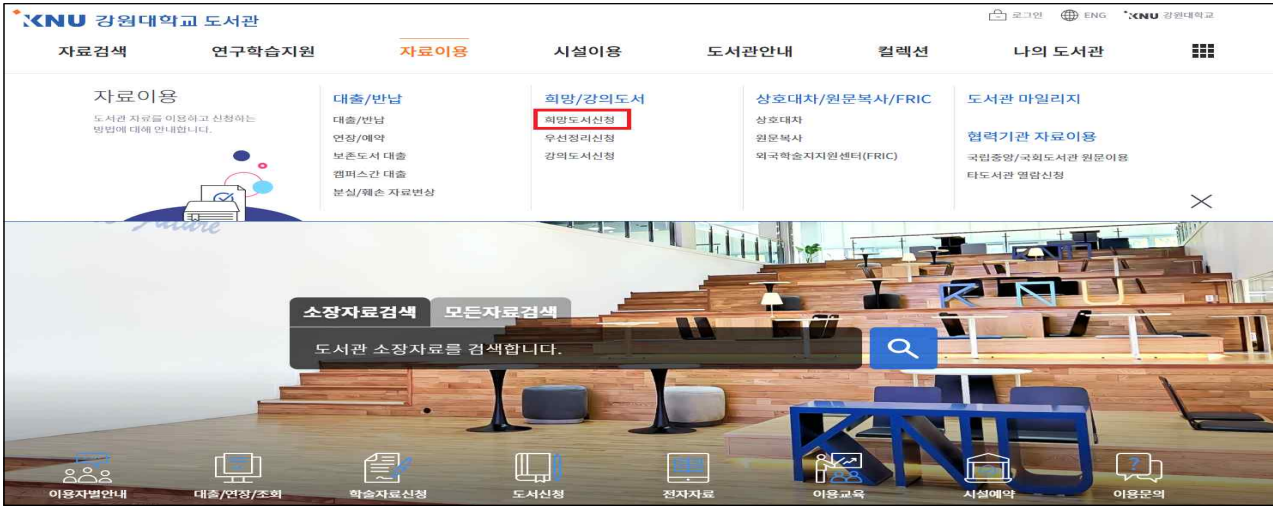 KNU 강원대학교 도서관
로그인 ENG KNU 강원대학교
자료검색 연구학습지원 자료이용 시설이용 도서관안내 컬렉션 나의 도서관
자료이용
도서관 자료를 이용하고 신청하는
방법에 대해 안내합니다.
대출/반납
대출/반납
연장/예약
보존도서 대출
캠퍼스간 대출
분실/훼손 자료변상
희망/강의도서
희망도서신청
우선정리신청
강의도서신청
상호대차/원문복사/FRIC
상호대차
원문복사
외국학술지지원센터(FRIC)
도서관 마일리지
협력기관 자료이용
국립중앙/국회도서관 원문이용
타도서관 열람신청
Future
KNU
소장자료검색 모든자료검색
도서관 소장자료를 검색합니다.
KNU
KNU
이용자별안내 대출/연장/조회 학술자료신청 도서신청 전자자료 이용교육 시설예약 이용문의